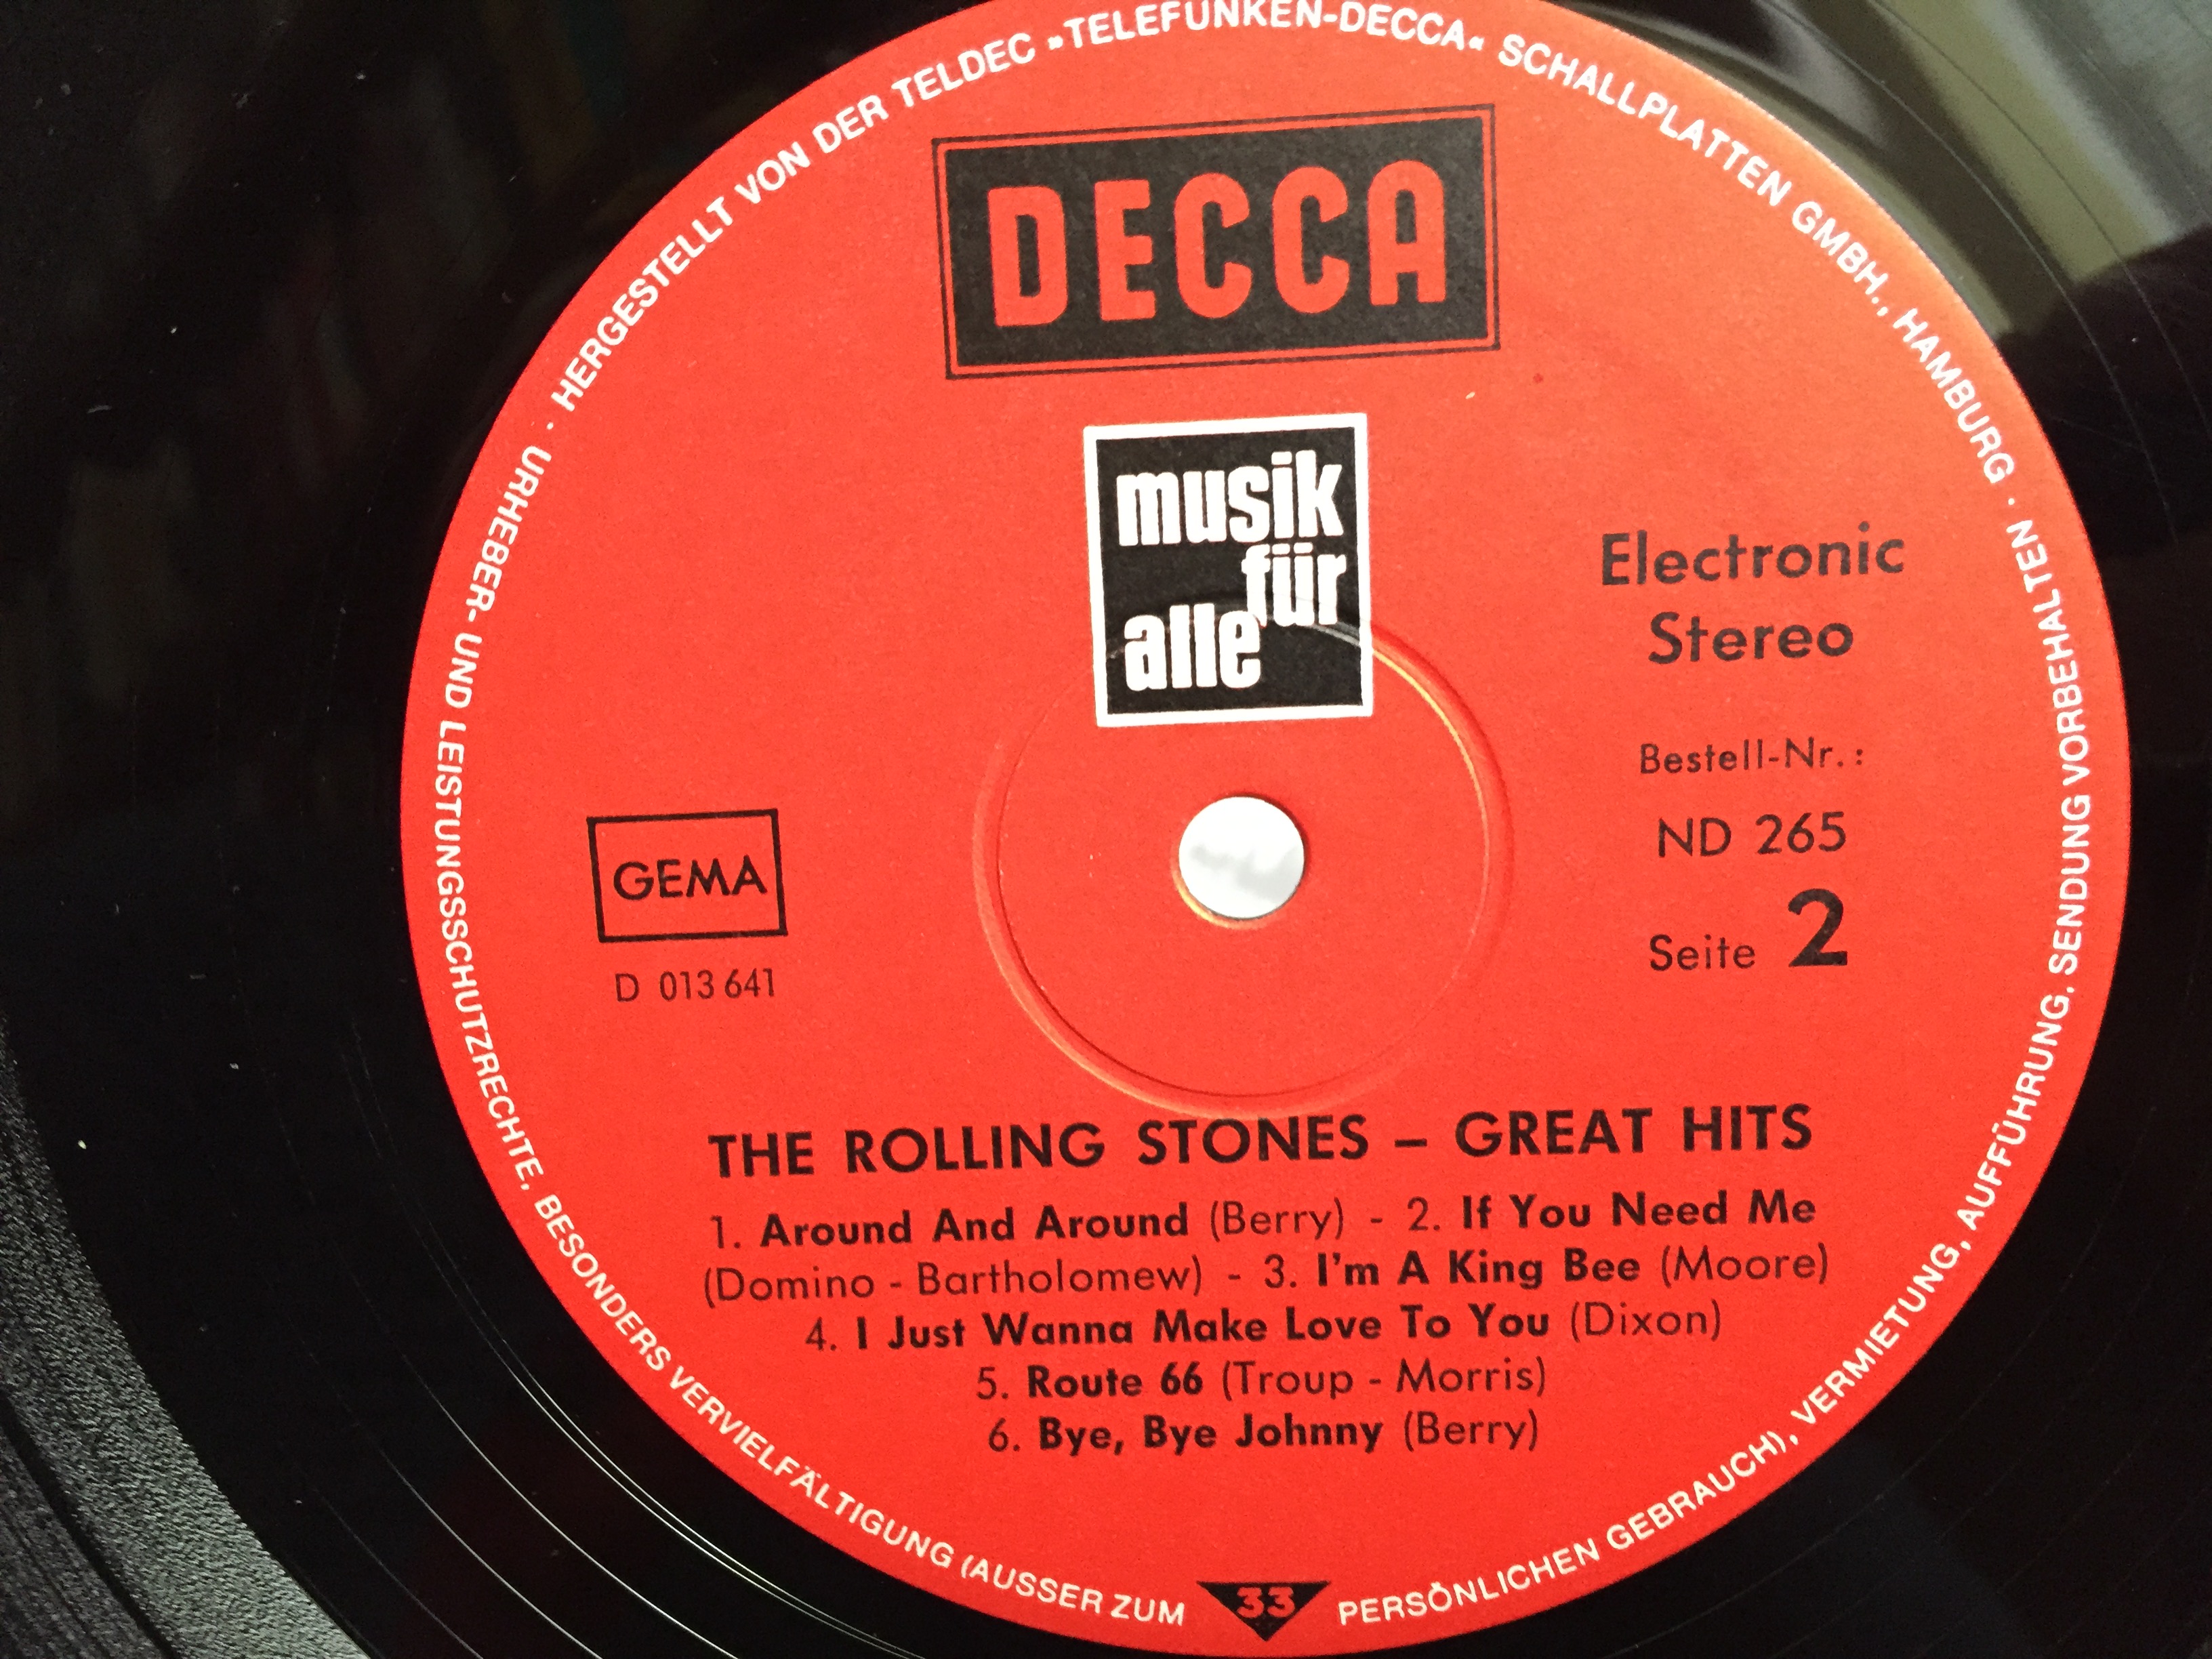 HERGESTELLT VON DER TELDEC »TELEFUNKEN-DECCA« SCHALLPLATTEN GMBH., HAMBURG ·
URHEBER- UND LEISTUNGSSCHUTZRECHTE, BESONDERS VERVIELFÄLTIGUNG (AUSSER ZUM PERSÖNLICHEN GEBRAUCH), VERMIETUNG, AUFFÜHRUNG, SENDUNG VORBEHALTEN ·
DECCA
musik
für
alle
Electronic
Stereo
Bestell-Nr.:
ND 265
Seite 2
GEMA
D 013 641
THE ROLLING STONES – GREAT HITS
1. Around And Around (Berry) - 2. If You Need Me
(Domino - Bartholomew) - 3. I'm A King Bee (Moore)
4. I Just Wanna Make Love To You (Dixon)
5. Route 66 (Troup - Morris)
6. Bye, Bye Johnny (Berry)
33